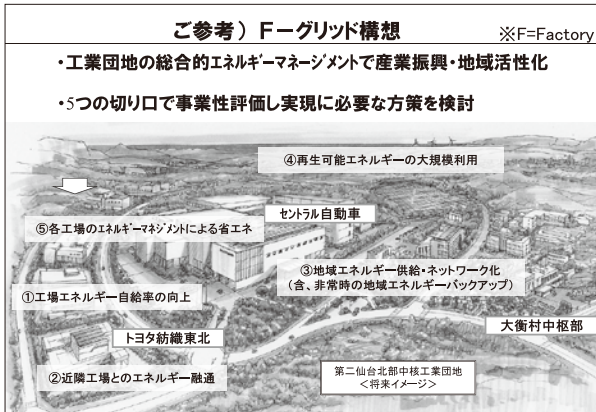 ご参考） Ｆ－グリッド構想
※F=Factory
・工業団地の総合的エネルギーマネージメントで産業振興・地域活性化
・5つの切り口で事業性評価し実現に必要な方策を検討
④再生可能エネルギーの大規模利用
セントラル自動車
⑤各工場のエネルギーマネジメントによる省エネ
③地域エネルギー供給・ネットワーク化
（含、非常時の地域エネルギーバックアップ）
①工場エネルギー自給率の向上
大衡村中枢部
トヨタ紡織東北
②近隣工場とのエネルギー融通
第二仙台北部中核工業団地
＜将来イメージ＞